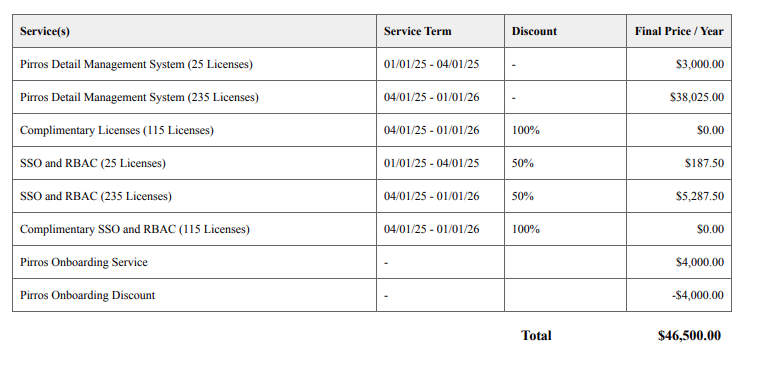 Service(s) Service Term Discount Final Price / Year
Pirros Detail Management System (25 Licenses) 01/01/25 - 04/01/25 - $3,000.00
Pirros Detail Management System (235 Licenses) 04/01/25 - 01/01/26 - $38,025.00
Complimentary Licenses (115 Licenses) 04/01/25 - 01/01/26 100% $0.00
SSO and RBAC (25 Licenses) 01/01/25 - 04/01/25 50% $187.50
SSO and RBAC (235 Licenses) 04/01/25 - 01/01/26 50% $5,287.50
Complimentary SSO and RBAC (115 Licenses) 04/01/25 - 01/01/26 100% $0.00
Pirros Onboarding Service - $4,000.00
Pirros Onboarding Discount - -$4,000.00
Total $46,500.00